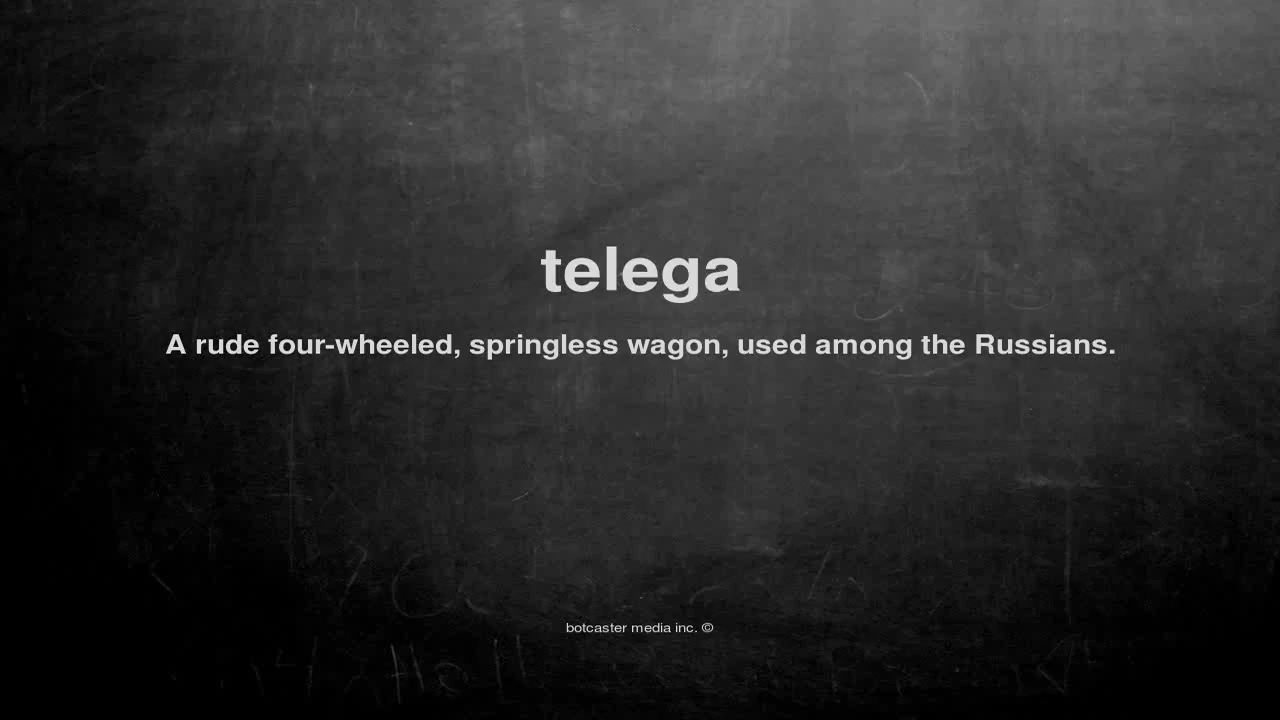 telega
A rude four-wheeled, springless wagon, used among the Russians.
botcaster media inc. ©